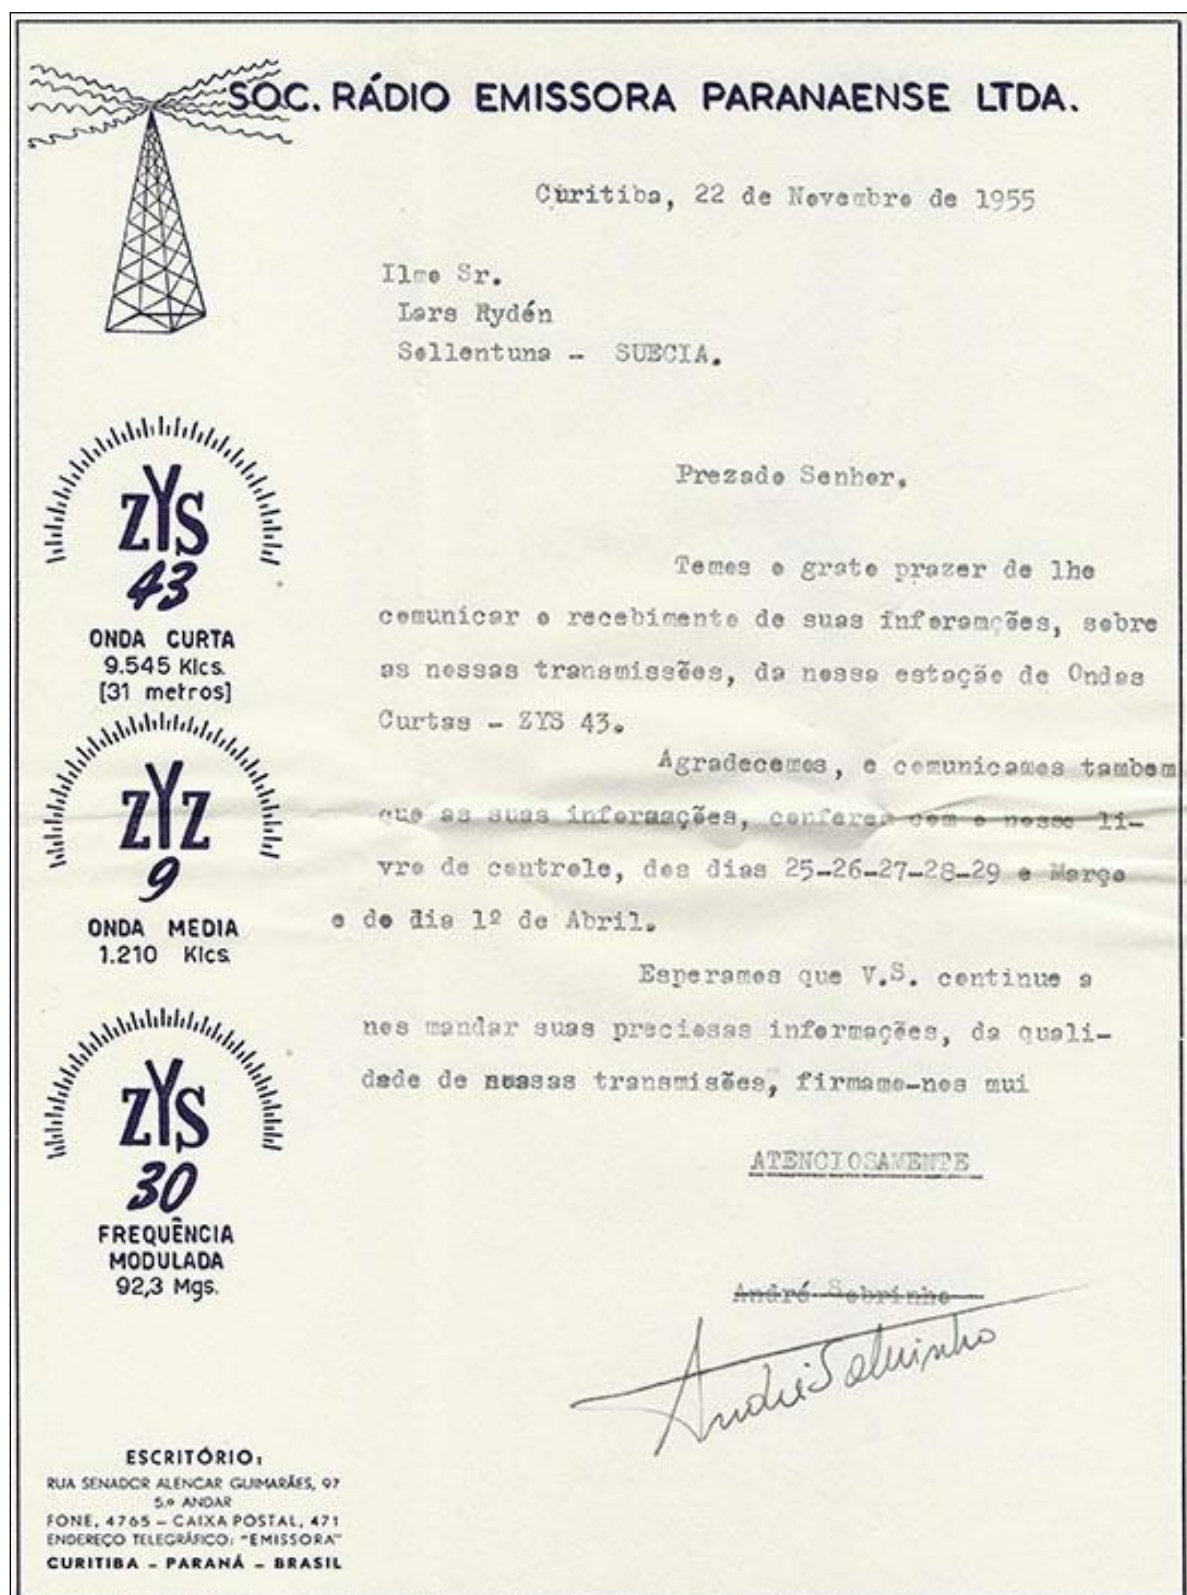 SOC. RÁDIO EMISSORA PARANAENSE LTDA.
Curitiba, 22 de Novembro de 1955
Ilmo Sr.
Lars Rydén
Sollentuna - SUECIA.
ZYS
43
ONDA CURTA
9.545 Klcs.
[31 metros]
ZYZ
9
ONDA MEDIA
1.210 Klcs.
ZYS
30
FREQUÊNCIA
MODULADA
92,3 Mgs.
Prezado Senhor.
Temos o grato prazer de lhe
comunicar o recebimento de suas inforamções, sobre
as nossas transmissões, da nossa estação de Ondas
Curtas - ZYS 43.
Agradecemos, e comunicamos tambem
que as suas informações, conferem com o nosso li-
vro de controle, dos dias 25-26-27-28-29 e Março
e do dia 1º de Abril.
Esperamos que V.S. continue a
nos mandar suas preciosas informações, da quali-
dade de nossas transmisões, firmamo-nos mui
ATENCIOSAMENTE
André Sobrinho
André Sobrinho
ESCRITÓRIO:
RUA SENADOR ALENCAR GUIMARÃES, 97
5.º ANDAR
FONE, 4765 - CAIXA POSTAL, 471
ENDEREÇO TELEGRÁFICO: "EMISSORA"
CURITIBA - PARANÁ - BRASIL